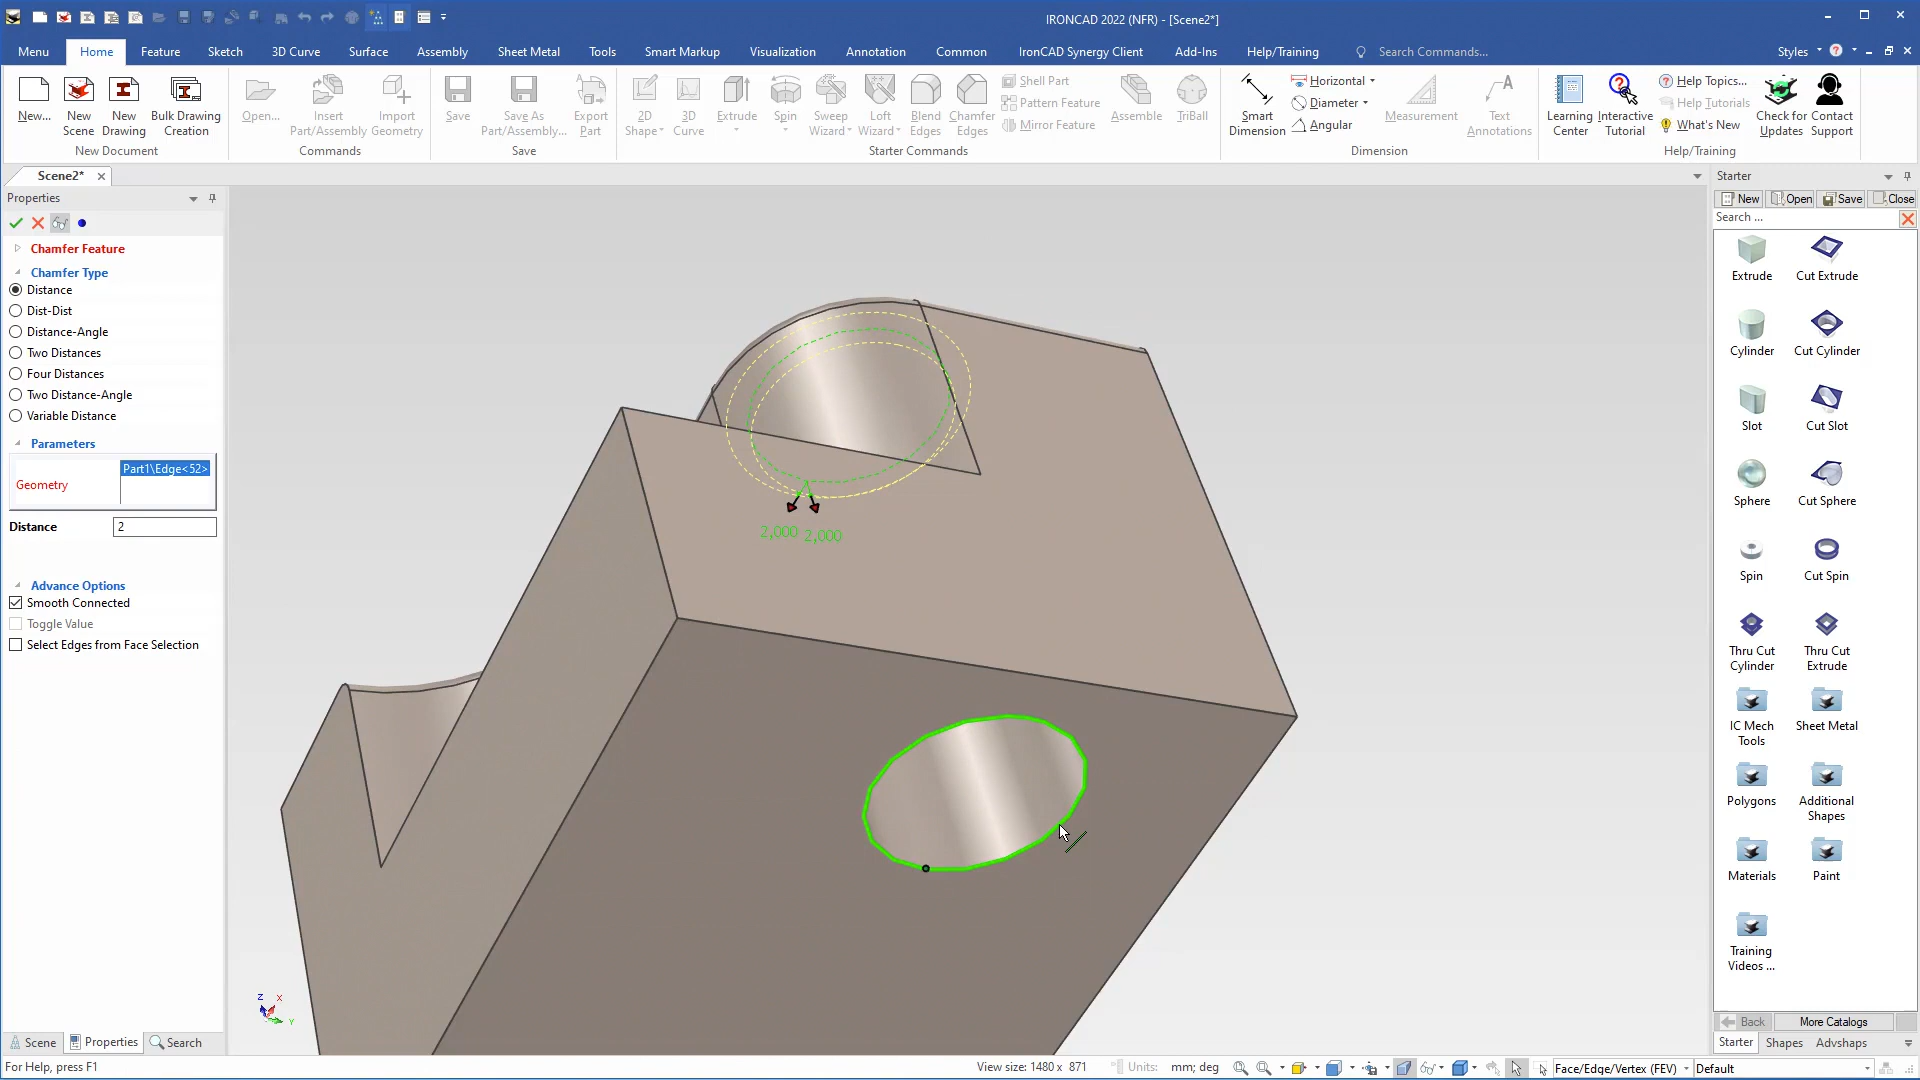 IRONCAD 2022 (NFR) - [Scene2*]
Menu Home Feature Sketch 3D Curve Surface Assembly Sheet Metal Tools Smart Markup Visualization Annotation Common IronCAD Synergy Client Add-Ins Help/Training Search Commands... Styles
New... New Scene New Drawing Bulk Drawing Creation
New Document
Open... Insert Part/Assembly Import Geometry
Commands
Save Save As Part/Assembly... Export Part
Save
2D Shape 3D Curve Extrude Spin Sweep Wizard Loft Wizard Blend Edges Chamfer Edges Shell Part Pattern Feature Mirror Feature Assemble TriBall
Starter Commands
Smart Dimension Horizontal Diameter Angular Measurement Text Annotations
Dimension
Learning Center Interactive Tutorial Help Topics... Help Tutorials What's New Check for Updates Contact Support
Help/Training
Scene2*
Properties
Chamfer Feature
Chamfer Type
Distance
Dist-Dist
Distance-Angle
Two Distances
Four Distances
Two Distance-Angle
Variable Distance
Parameters
Geometry Part1\Edge<52>
Distance 2
Advance Options
Smooth Connected
Toggle Value
Select Edges from Face Selection
2,000 2,000
Z X Y
Starter
New Open Save Close
Search ...
Extrude Cut Extrude
Cylinder Cut Cylinder
Slot Cut Slot
Sphere Cut Sphere
Spin Cut Spin
Thru Cut Cylinder Thru Cut Extrude
IC Mech Tools Sheet Metal
Polygons Additional Shapes
Materials Paint
Training Videos ...
Back More Catalogs
Starter Shapes Advshaps
Scene Properties Search
For Help, press F1 View size: 1480 x 871 Units: mm; deg Face/Edge/Vertex (FEV) Default